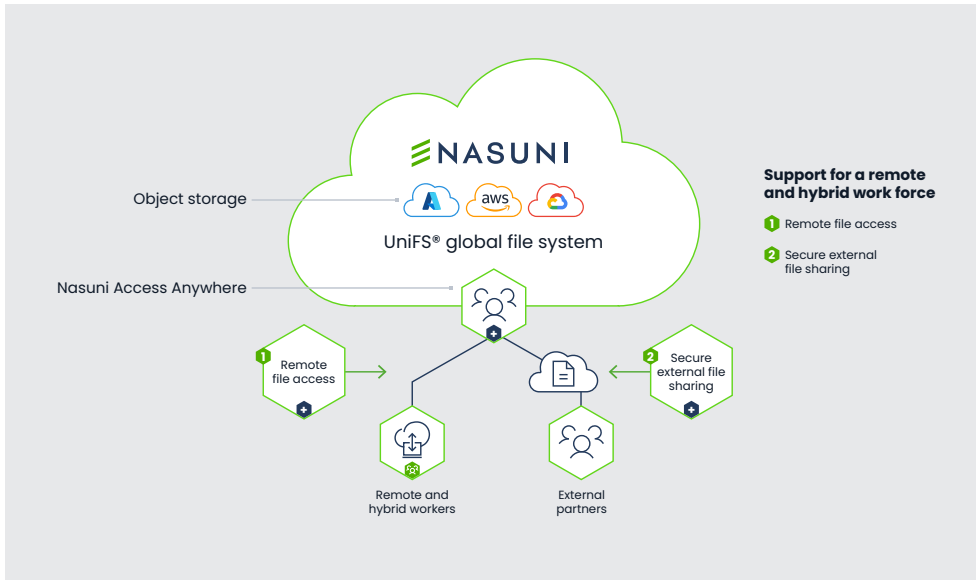 NASUNI
Object storage
aws
UniFS® global file system
Nasuni Access Anywhere
Support for a remote
and hybrid work force
1 Remote file access
2 Secure external
file sharing
1
Remote
file access
2
Secure
external file
sharing
Remote and
hybrid workers
External
partners